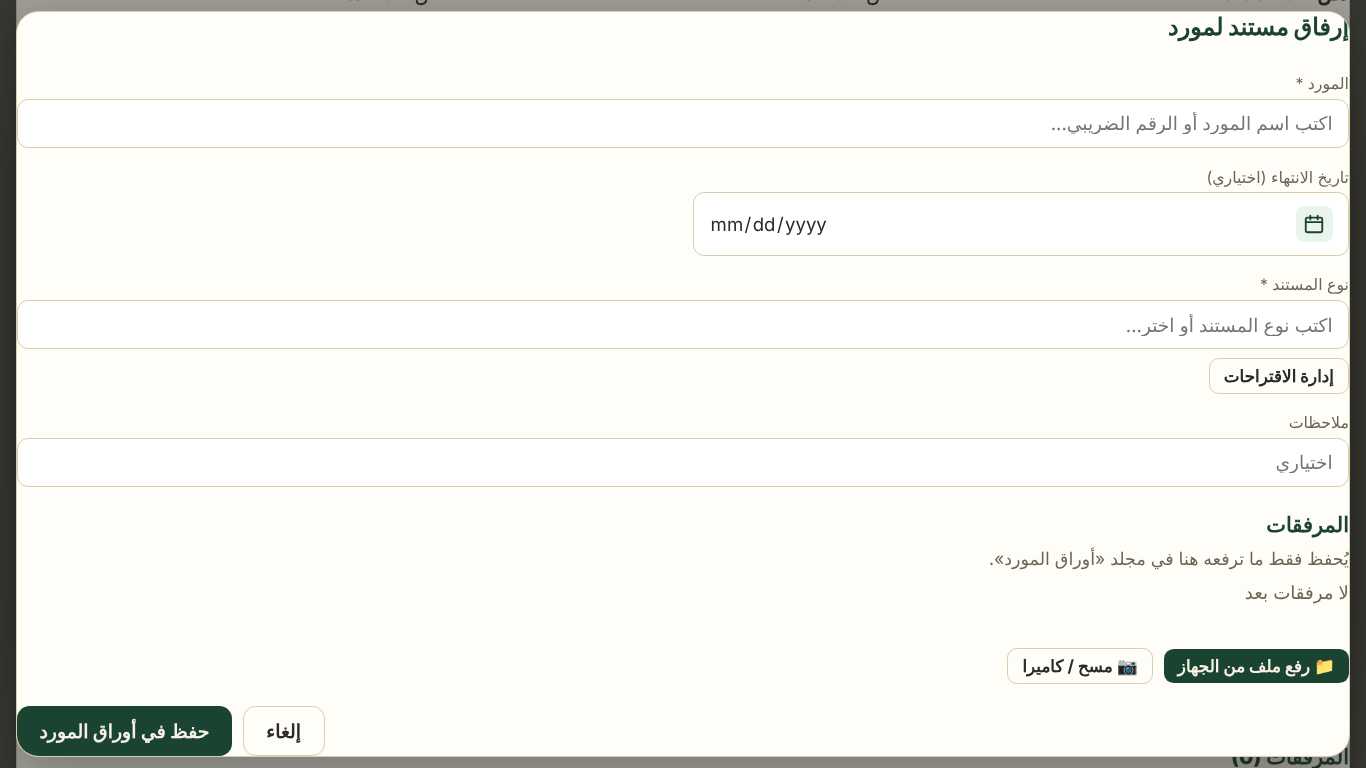 إرفاق مستند لمورد
المورد *
اكتب اسم المورد أو الرقم الضريبي...
تاريخ الانتهاء (اختياري)
mm/dd/yyyy
نوع المستند *
اكتب نوع المستند أو اختر...
إدارة الاقتراحات
ملاحظات
اختياري
المرفقات
يُحفظ فقط ما ترفعه هنا في مجلد «أوراق المورد».
لا مرفقات بعد
📁 رفع ملف من الجهاز
📷 مسح / كاميرا
إلغاء
حفظ في أوراق المورد
المرفقات (0)